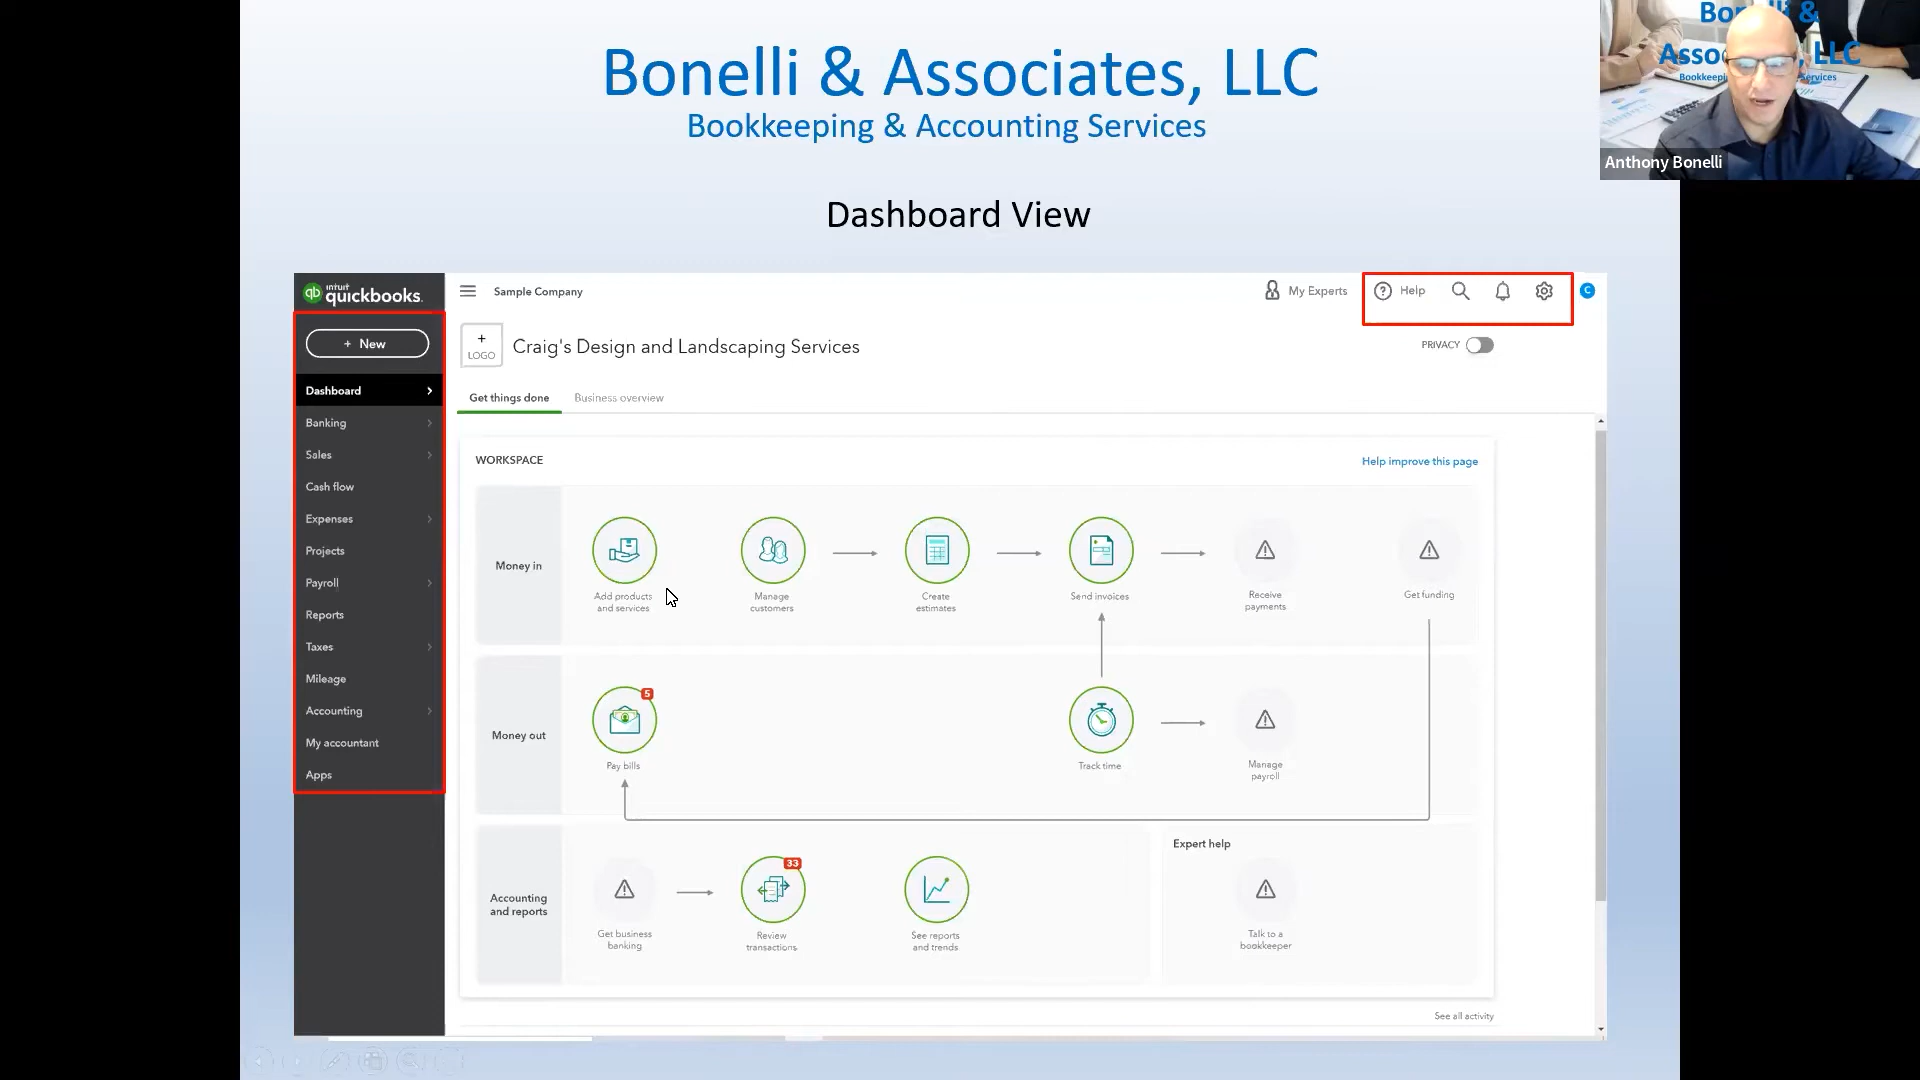 Bonelli & Associates, LLC
Bookkeeping & Accounting Services
Anthony Bonelli
Dashboard View
intuit
quickbooks.
Sample Company
My Experts
Help
C
+ New
+
LOGO
Craig's Design and Landscaping Services
PRIVACY
Dashboard
Banking
Sales
Cash flow
Expenses
Projects
Payroll
Reports
Taxes
Mileage
Accounting
My accountant
Apps
Get things done
Business overview
WORKSPACE
Help improve this page
Money in
Add products
and services
Manage
customers
Create
estimates
Send invoices
Receive
payments
Get funding
Money out
5
Pay bills
Track time
Manage
payroll
Accounting
and reports
Get business
banking
33
Review
transactions
See reports
and trends
Expert help
Talk to a
bookkeeper
See all activity